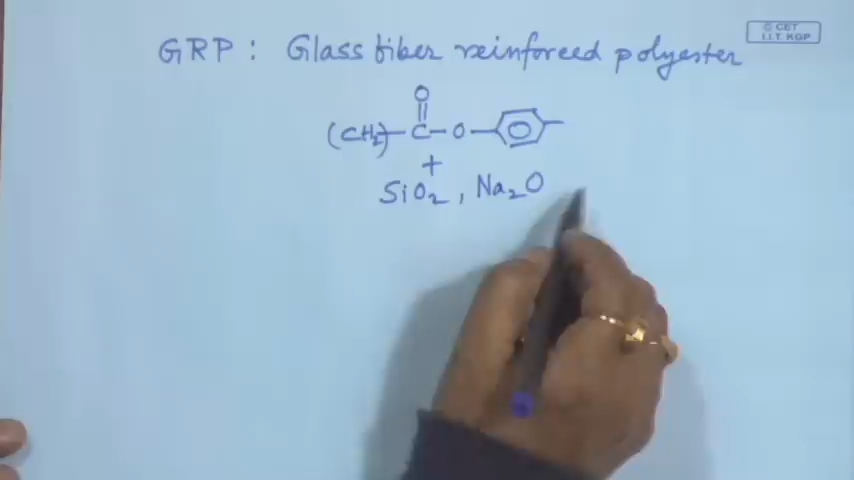 © CET
I.I.T. KGP
GRP : Glass fiber reinforced polyester
O
(CH₂) C O
+
SiO₂, Na₂O